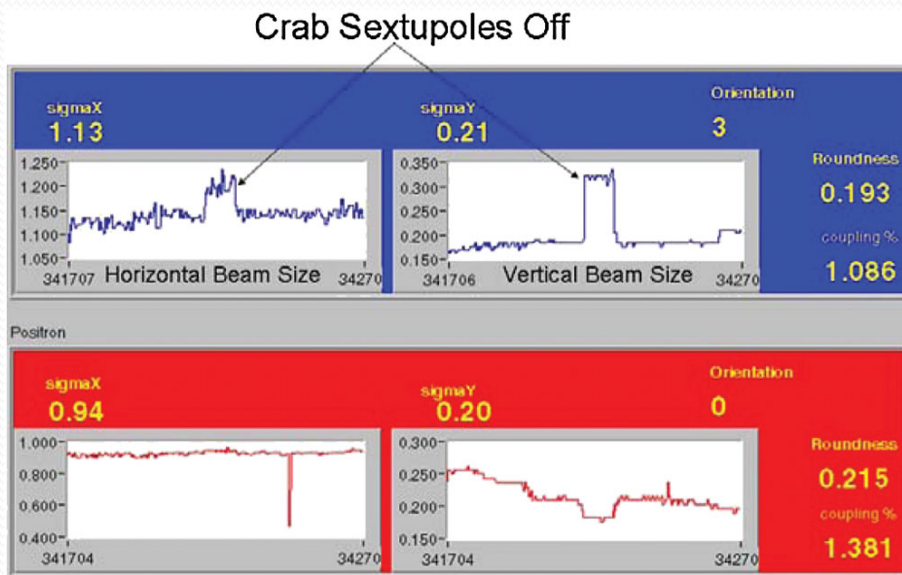 Crab Sextupoles Off
sigmaX
1.13
sigmaY
0.21
Orientation
3
Roundness
0.193
coupling %
1.086
1.250
1.200
1.150
1.100
1.050
341707 Horizontal Beam Size 34270
0.350
0.300
0.250
0.200
0.150
341706 Vertical Beam Size 34270
Positron
sigmaX
0.94
sigmaY
0.20
Orientation
0
Roundness
0.215
coupling %
1.381
1.000
0.800
0.600
0.400
341704 34270
0.300
0.250
0.200
0.150
341704 34270